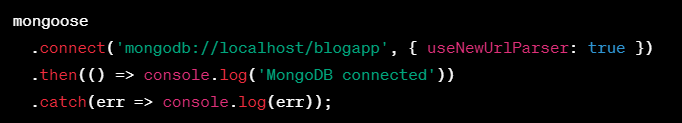 mongoose
.connect('mongodb://localhost/blogapp', { useNewUrlParser: true })
.then(() => console.log('MongoDB connected'))
.catch(err => console.log(err));